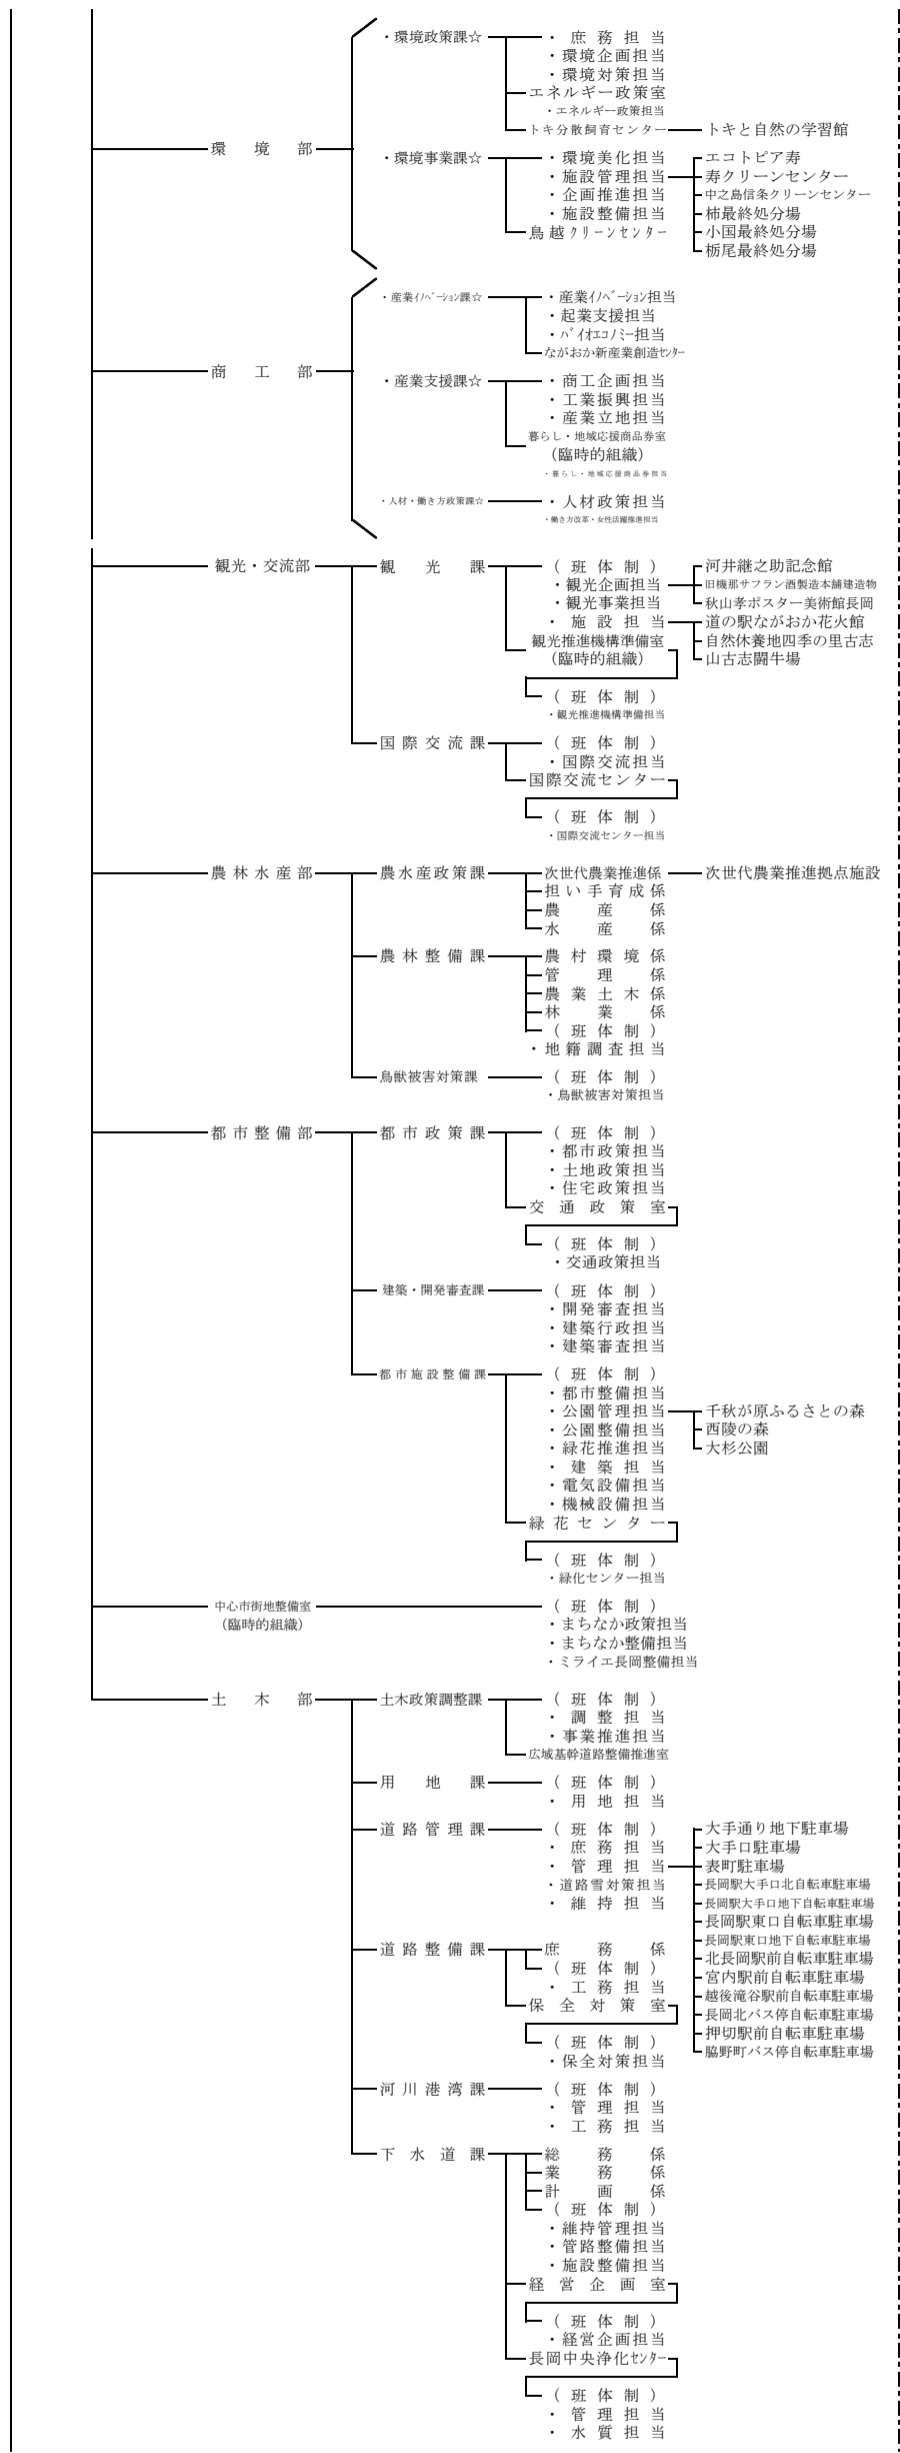 ・環境政策課☆ ・庶務担当
・環境企画担当
・環境対策担当
エネルギー政策室
・エネルギー政策担当
トキ分散飼育センター トキと自然の学習館
環境部
・環境事業課☆ ・環境美化担当 エコトピア寿
・施設管理担当 寿クリーンセンター
・企画推進担当 中之島信条クリーンセンター
・施設整備担当 柿最終処分場
鳥越クリーンセンター 小国最終処分場
栃尾最終処分場
・産業イノベーション課☆ ・産業イノベーション担当
・起業支援担当
・バイオエコノミー担当
ながおか新産業創造センター
商工部
・産業支援課☆ ・商工企画担当
・工業振興担当
・産業立地担当
暮らし・地域応援商品券室
(臨時的組織)
・暮らし・地域応援商品券担当
・人材・働き方政策課☆ ・人材政策担当
・働き方改革・女性活躍推進担当
観光・交流部 観光課 (班体制) 河井継之助記念館
・観光企画担当 旧機那サフラン酒製造本舗建造物
・観光事業担当 秋山孝ポスター美術館長岡
・施設担当 道の駅ながおか花火館
観光推進機構準備室 自然休養地四季の里古志
(臨時的組織) 山古志闘牛場
(班体制)
・観光推進機構準備担当
国際交流課 (班体制)
・国際交流担当
国際交流センター
(班体制)
・国際交流センター担当
農林水産部 農水産政策課 次世代農業推進係 次世代農業推進拠点施設
担い手育成係
農産係
水産係
農林整備課 農村環境係
管理係
農業土木係
林業係
(班体制)
・地籍調査担当
鳥獣被害対策課 (班体制)
・鳥獣被害対策担当
都市整備部 都市政策課 (班体制)
・都市政策担当
・土地政策担当
・住宅政策担当
交通政策室
(班体制)
・交通政策担当
建築・開発審査課 (班体制)
・開発審査担当
・建築行政担当
・建築審査担当
都市施設整備課 (班体制)
・都市整備担当
・公園管理担当 千秋が原ふるさとの森
・公園整備担当 西陵の森
・緑花推進担当 大杉公園
・建築担当
・電気設備担当
・機械設備担当
緑花センター
(班体制)
・緑化センター担当
中心市街地整備室 (班体制)
(臨時的組織) ・まちなか政策担当
・まちなか整備担当
・ミライエ長岡整備担当
土木部 土木政策調整課 (班体制)
・調整担当
・事業推進担当
広域基幹道路整備推進室
用地課 (班体制)
・用地担当
道路管理課 (班体制) 大手通り地下駐車場
・庶務担当 大手口駐車場
・管理担当 表町駐車場
・道路雪対策担当 長岡駅大手口北自転車駐車場
・維持担当 長岡駅大手口地下自転車駐車場
長岡駅東口自転車駐車場
長岡駅東口地下自転車駐車場
道路整備課 庶務係 北長岡駅前自転車駐車場
(班体制) 宮内駅前自転車駐車場
・工務担当 越後滝谷駅前自転車駐車場
保全対策室 長岡北バス停自転車駐車場
押切駅前自転車駐車場
(班体制) 脇野町バス停自転車駐車場
・保全対策担当
河川港湾課 (班体制)
・管理担当
・工務担当
下水道課 総務係
業務係
計画係
(班体制)
・維持管理担当
・管路整備担当
・施設整備担当
経営企画室
(班体制)
・経営企画担当
長岡中央浄化センター
(班体制)
・管理担当
・水質担当